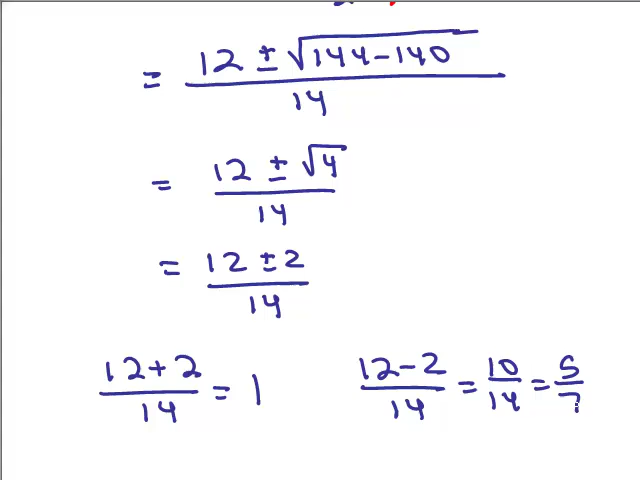 = (12 ± √(144-140)) / 14
= (12 ± √4) / 14
= (12 ± 2) / 14
(12+2) / 14 = 1
(12-2) / 14 = 10/14 = 5/7